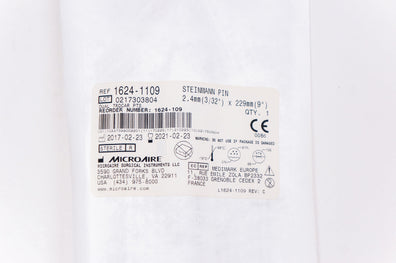 REF 1624-1109
LOT 0217303804
DUAL TROCAR PTS
REORDER NUMBER: 1624-109
STEINMANN PIN
2.4mm(3/32") x 229mm(9")
QTY. 1
CE
0086
2017-02-23 2021-02-23
STERILE R
DO NOT USE IF PACKAGE IS DAMAGED
MICROAIRE
MICROAIRE SURGICAL INSTRUMENTS LLC
3590 GRAND FORKS BLVD
CHARLOTTESVILLE, VA 22911
USA (434) 975-8000
www.microaire.com
EC REP
MEDIMARK EUROPE
11, RUE EMILE ZOLA BP2332
F-38033 GRENOBLE CEDEX 2
FRANCE
L1624-1109 REV. C